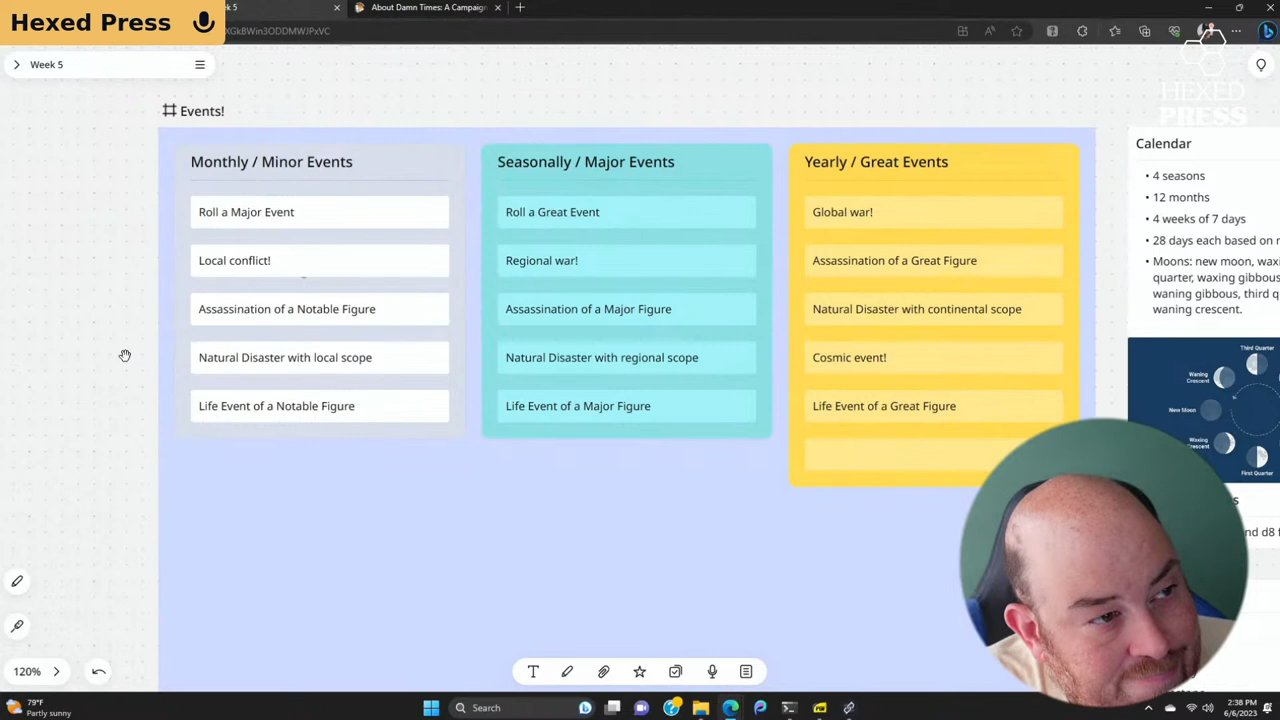 Hexed Press
k 5
About Damn Times: A Campaign
XGkBWin3ODDMWJPxVC
Week 5
HEXED
PRESS
Events!
Monthly / Minor Events
Roll a Major Event
Local conflict!
Assassination of a Notable Figure
Natural Disaster with local scope
Life Event of a Notable Figure
Seasonally / Major Events
Roll a Great Event
Regional war!
Assassination of a Major Figure
Natural Disaster with regional scope
Life Event of a Major Figure
Yearly / Great Events
Global war!
Assassination of a Great Figure
Natural Disaster with continental scope
Cosmic event!
Life Event of a Great Figure
Calendar
• 4 seasons
• 12 months
• 4 weeks of 7 days
• 28 days each based on
• Moons: new moon,
quarter, waxing gibbous
waning gibbous, third
waning crescent.
Third Quarter
Waning
Crescent
New Moon
Waxing
Crescent
First Quarter
nd d8
120%
79°F
Partly sunny
Search
2:38 PM
6/6/2023